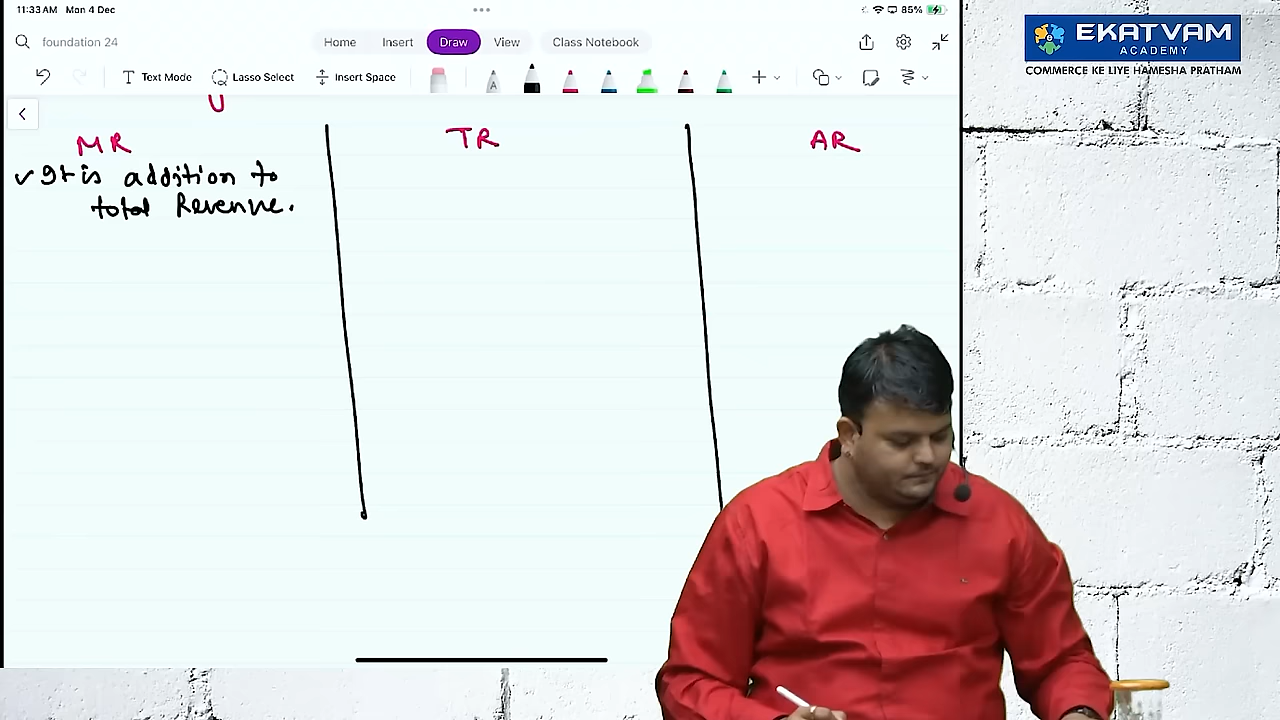 11:33 AM Mon 4 Dec
85%
foundation 24
Home Insert Draw View Class Notebook
Text Mode Lasso Select Insert Space
EKATVAM
ACADEMY
COMMERCE KE LIYE HAMESHA PRATHAM
MR TR AR
It is addition to
total Revenue.